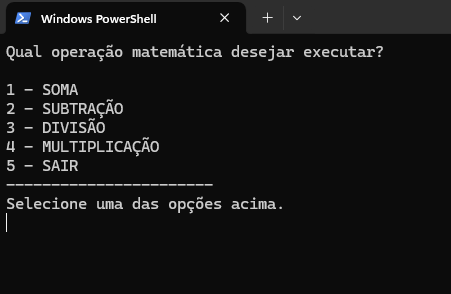 Windows PowerShell
Qual operação matemática desejar executar?
1 - SOMA
2 - SUBTRAÇÃO
3 - DIVISÃO
4 - MULTIPLICAÇÃO
5 - SAIR
-----------------------
Selecione uma das opções acima.